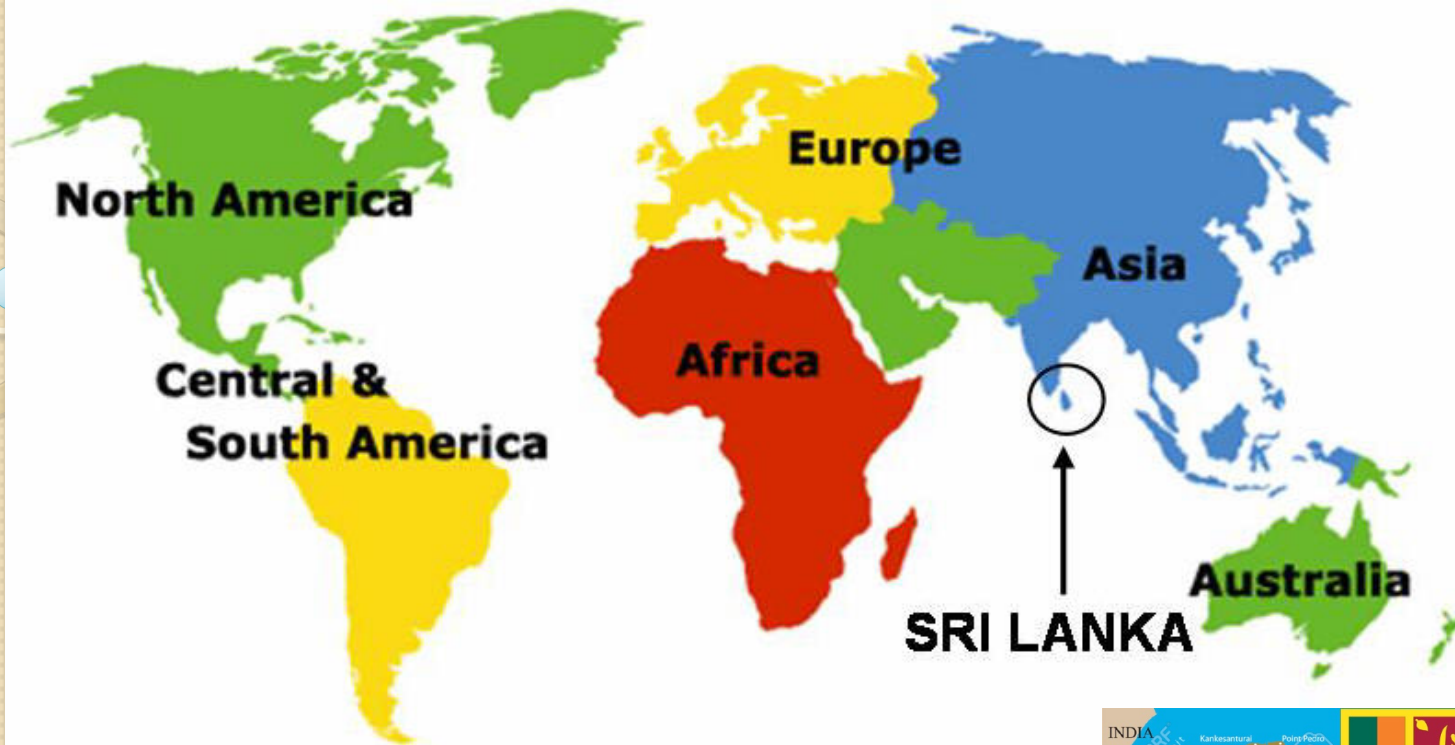 Europe
North America
Asia
Africa
Central &
South America
Australia
SRI LANKA
INDIA
Kankesanturai Point Pedro